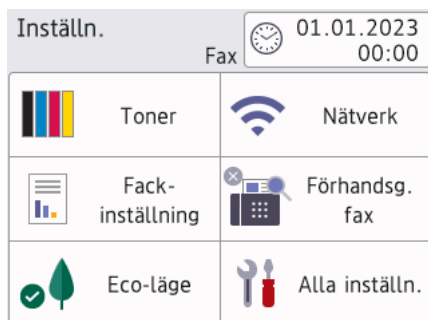 Inställn.
Fax
01.01.2023
00:00
Toner
Nätverk
Fack-
inställning
Förhandsg.
fax
Eco-läge
Alla inställn.